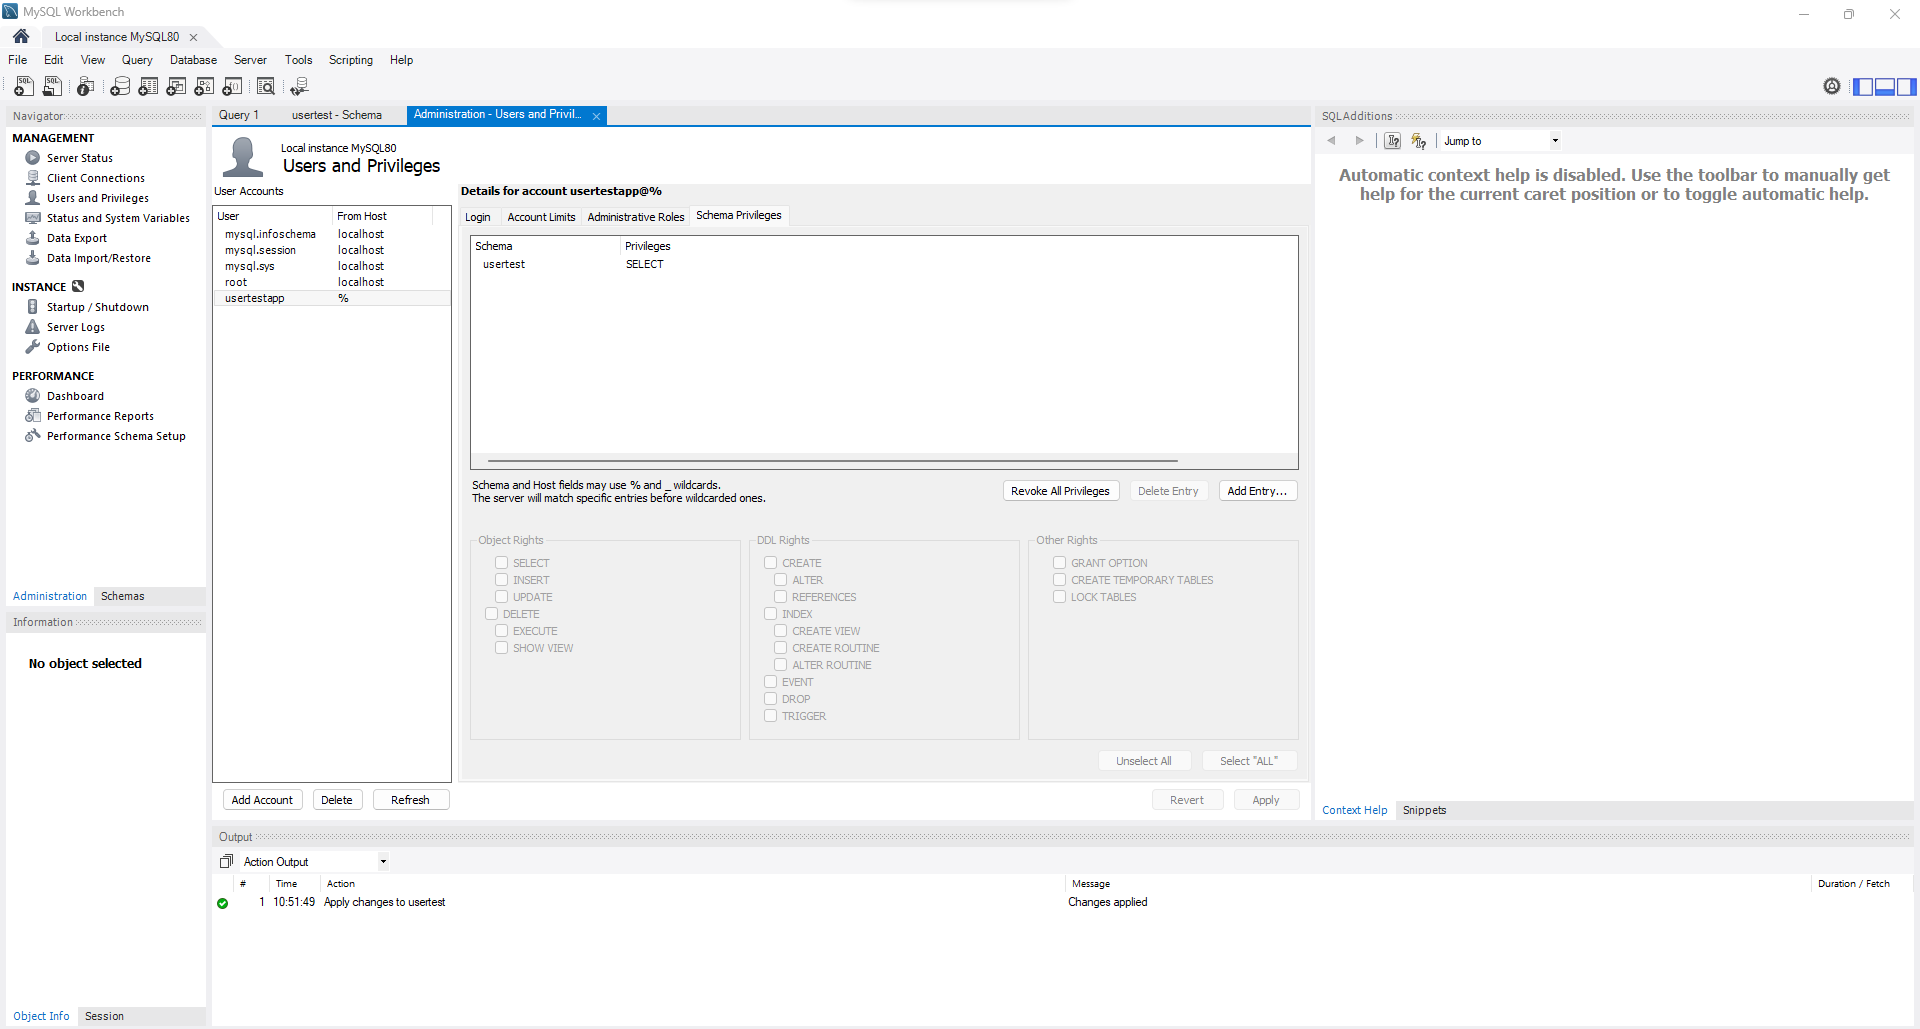 MySQL Workbench
Local instance MySQL80
File Edit View Query Database Server Tools Scripting Help
Navigator
MANAGEMENT
Server Status
Client Connections
Users and Privileges
Status and System Variables
Data Export
Data Import/Restore
INSTANCE
Startup / Shutdown
Server Logs
Options File
PERFORMANCE
Dashboard
Performance Reports
Performance Schema Setup
Administration Schemas
Information
No object selected
Object Info Session
Query 1 usertest - Schema Administration - Users and Privil...
Local instance MySQL80
Users and Privileges
User Accounts
User From Host
mysql.infoschema localhost
mysql.session localhost
mysql.sys localhost
root localhost
usertestapp %
Add Account Delete Refresh
Details for account usertestapp@%
Login Account Limits Administrative Roles Schema Privileges
Schema Privileges
usertest SELECT
Schema and Host fields may use % and _ wildcards.
The server will match specific entries before wildcarded ones.
Revoke All Privileges Delete Entry Add Entry...
Object Rights
SELECT
INSERT
UPDATE
DELETE
EXECUTE
SHOW VIEW
DDL Rights
CREATE
ALTER
REFERENCES
INDEX
CREATE VIEW
CREATE ROUTINE
ALTER ROUTINE
EVENT
DROP
TRIGGER
Other Rights
GRANT OPTION
CREATE TEMPORARY TABLES
LOCK TABLES
Unselect All Select "ALL"
Revert Apply
SQLAdditions
Jump to
Automatic context help is disabled. Use the toolbar to manually get
help for the current caret position or to toggle automatic help.
Context Help Snippets
Output
Action Output
# Time Action Message Duration / Fetch
1 10:51:49 Apply changes to usertest Changes applied